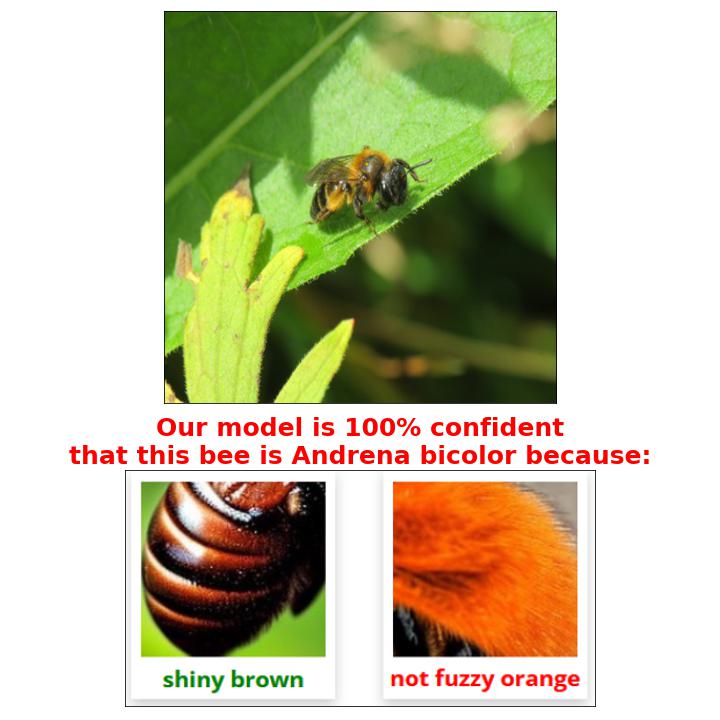 Our model is 100% confident
that this bee is Andrena bicolor because:
shiny brown
not fuzzy orange